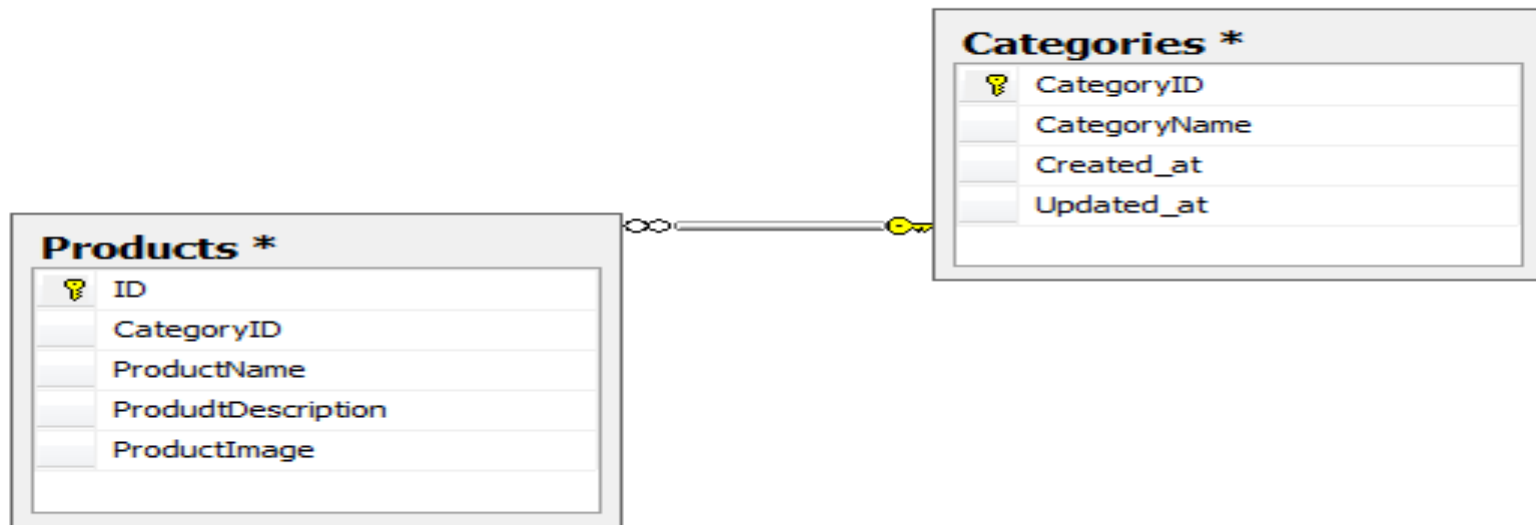 Categories *
CategoryID
CategoryName
Created_at
Updated_at
Products *
ID
CategoryID
ProductName
ProdudtDescription
ProductImage